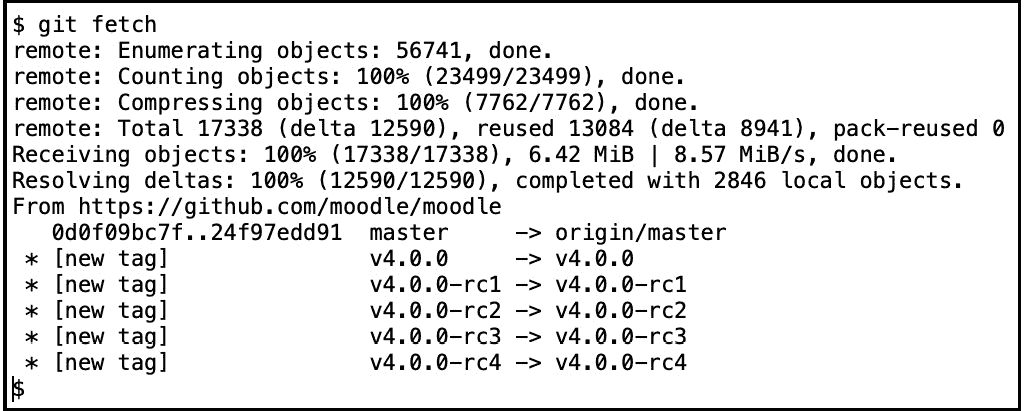 $ git fetch
remote: Enumerating objects: 56741, done.
remote: Counting objects: 100% (23499/23499), done.
remote: Compressing objects: 100% (7762/7762), done.
remote: Total 17338 (delta 12590), reused 13084 (delta 8941), pack-reused 0
Receiving objects: 100% (17338/17338), 6.42 MiB | 8.57 MiB/s, done.
Resolving deltas: 100% (12590/12590), completed with 2846 local objects.
From https://github.com/moodle/moodle
   0d0f09bc7f..24f97edd91  master     -> origin/master
 * [new tag]               v4.0.0     -> v4.0.0
 * [new tag]               v4.0.0-rc1 -> v4.0.0-rc1
 * [new tag]               v4.0.0-rc2 -> v4.0.0-rc2
 * [new tag]               v4.0.0-rc3 -> v4.0.0-rc3
 * [new tag]               v4.0.0-rc4 -> v4.0.0-rc4
$